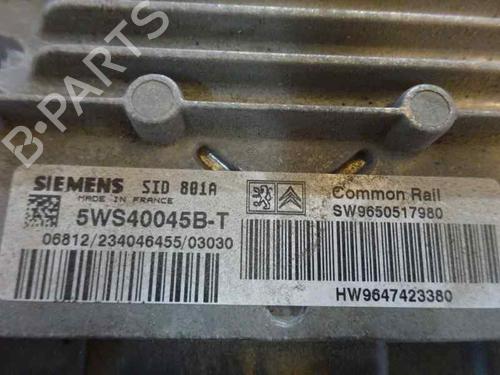 B-PARTS
SIEMENS SID 801A
MADE IN FRANCE
5WS40045B-T
06812/234046455/03030
Common Rail
SW9650517980
HW9647423380